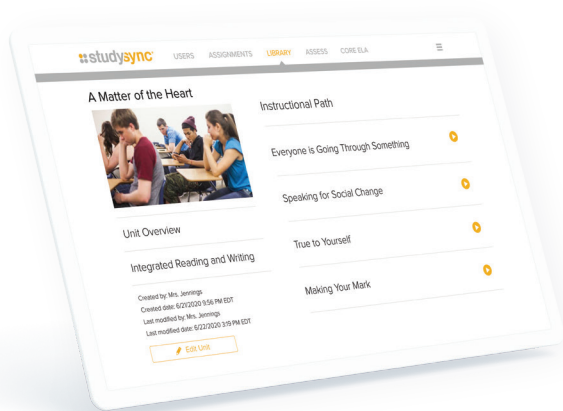 studysync
USERS ASSIGNMENTS LIBRARY ASSESS CORE ELA
A Matter of the Heart
Unit Overview
Integrated Reading and Writing
Created by: Mrs. Jennings
Created date: 6/21/2020 9:56 PM EDT
Last modified by: Mrs. Jennings
Last modified date: 6/22/2020 3:19 PM EDT
Edit Unit
Instructional Path
Everyone is Going Through Something
Speaking for Social Change
True to Yourself
Making Your Mark